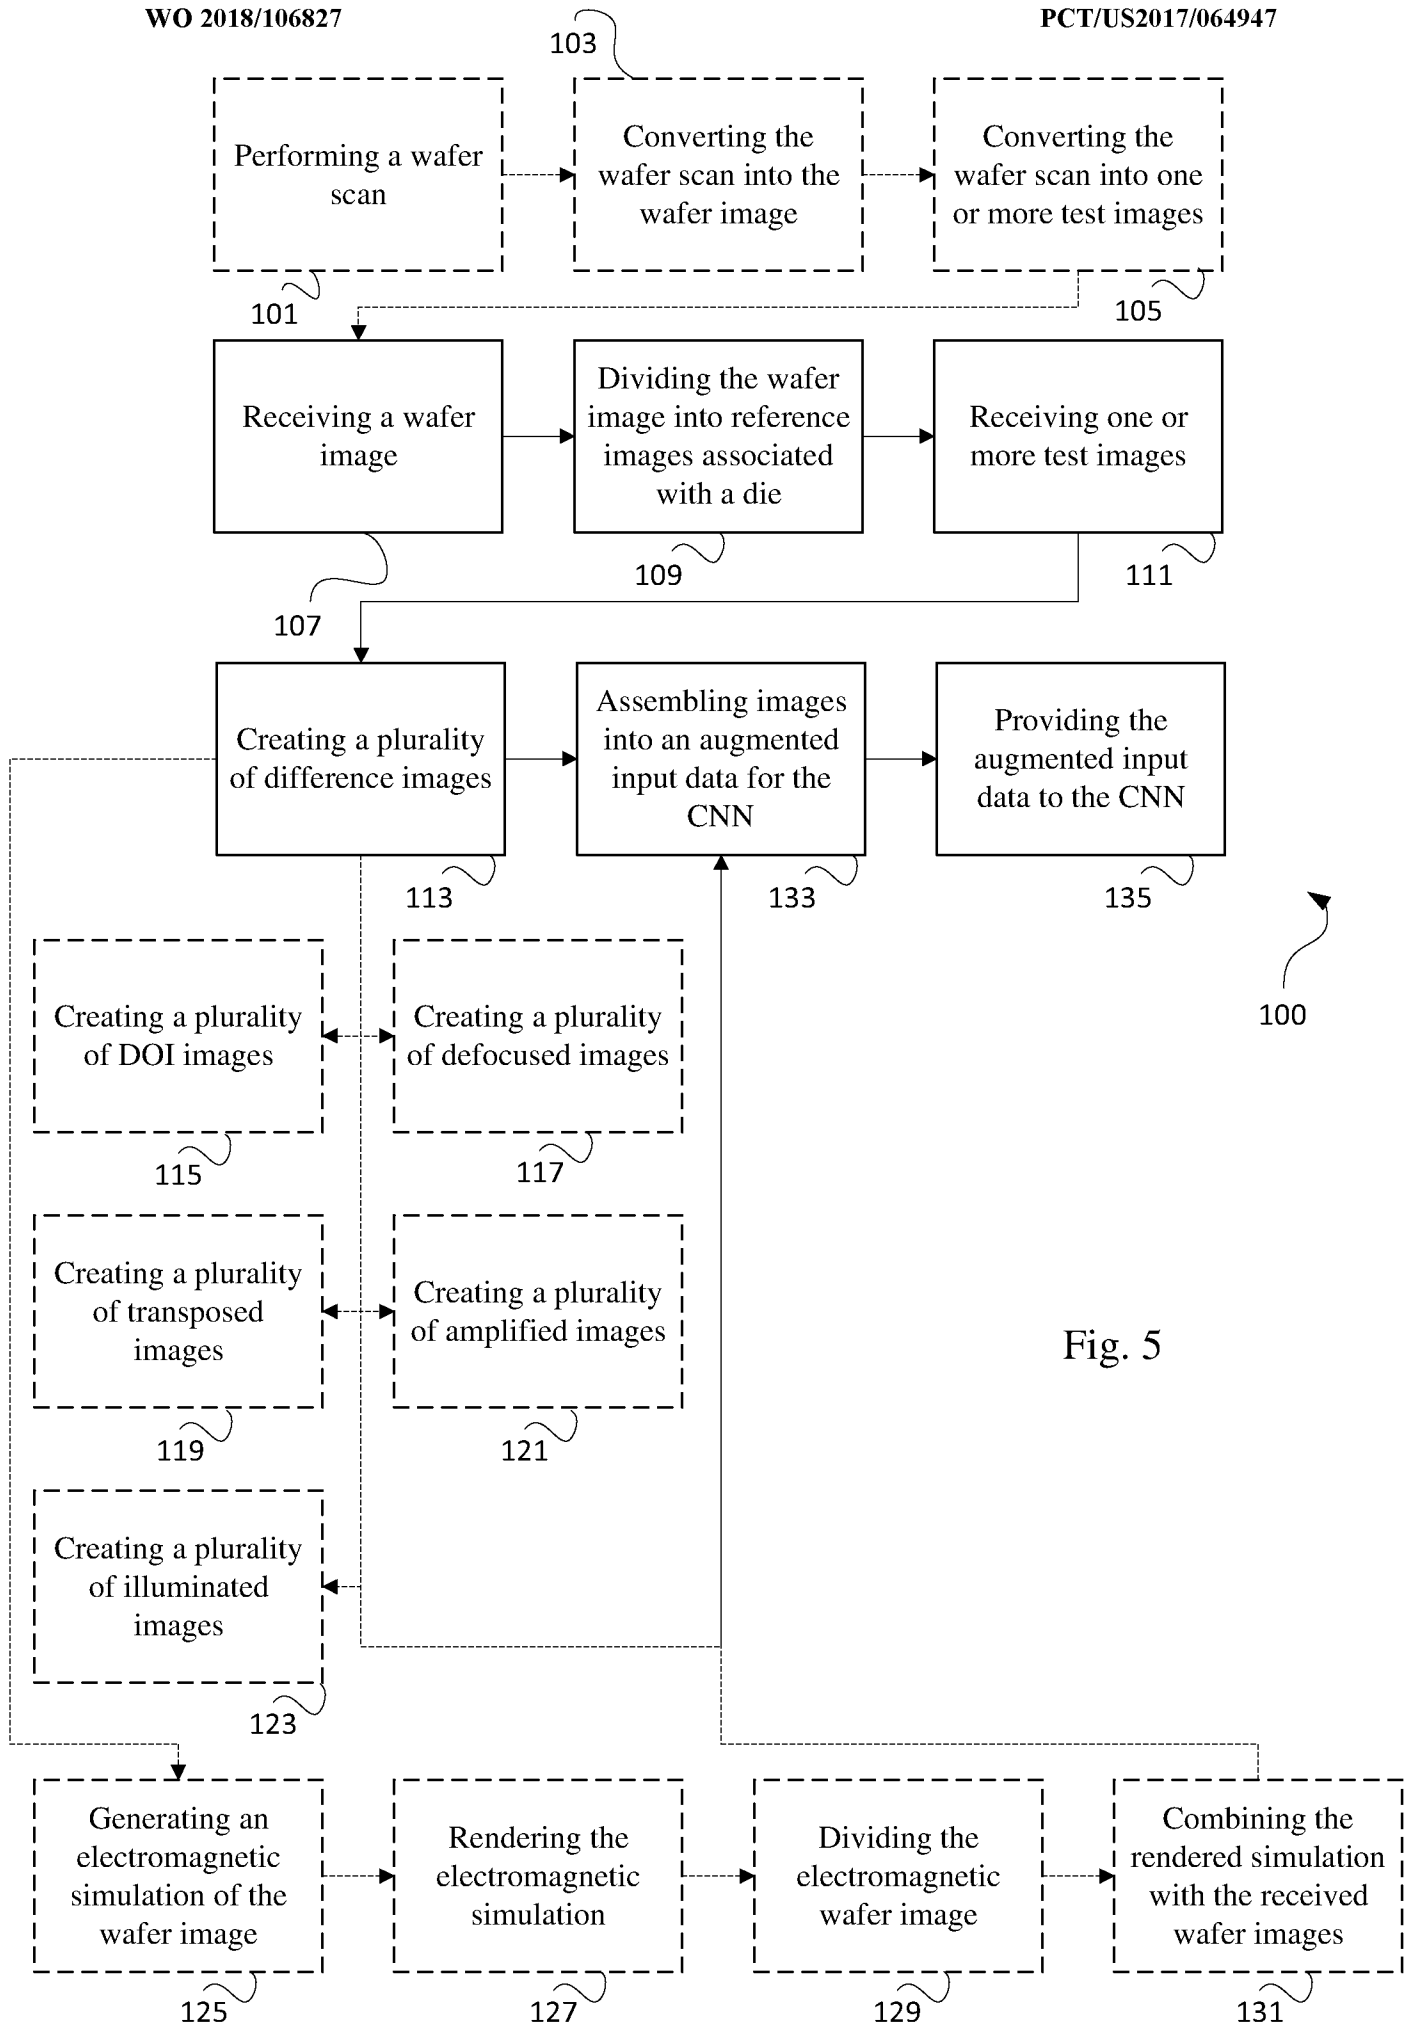 WO 2018/106827
PCT/US2017/064947
103
Performing a wafer
scan
Converting the
wafer scan into the
wafer image
Converting the
wafer scan into one
or more test images
101
105
Receiving a wafer
image
Dividing the wafer
image into reference
images associated
with a die
Receiving one or
more test images
107
109
111
Creating a plurality
of difference images
Assembling images
into an augmented
input data for the
CNN
Providing the
augmented input
data to the CNN
113
133
135
100
Creating a plurality
of DOI images
Creating a plurality
of defocused images
115
117
Creating a plurality
of transposed
images
Creating a plurality
of amplified images
Fig. 5
119
121
Creating a plurality
of illuminated
images
123
Generating an
electromagnetic
simulation of the
wafer image
Rendering the
electromagnetic
simulation
Dividing the
electromagnetic
wafer image
Combining the
rendered simulation
with the received
wafer images
125
127
129
131